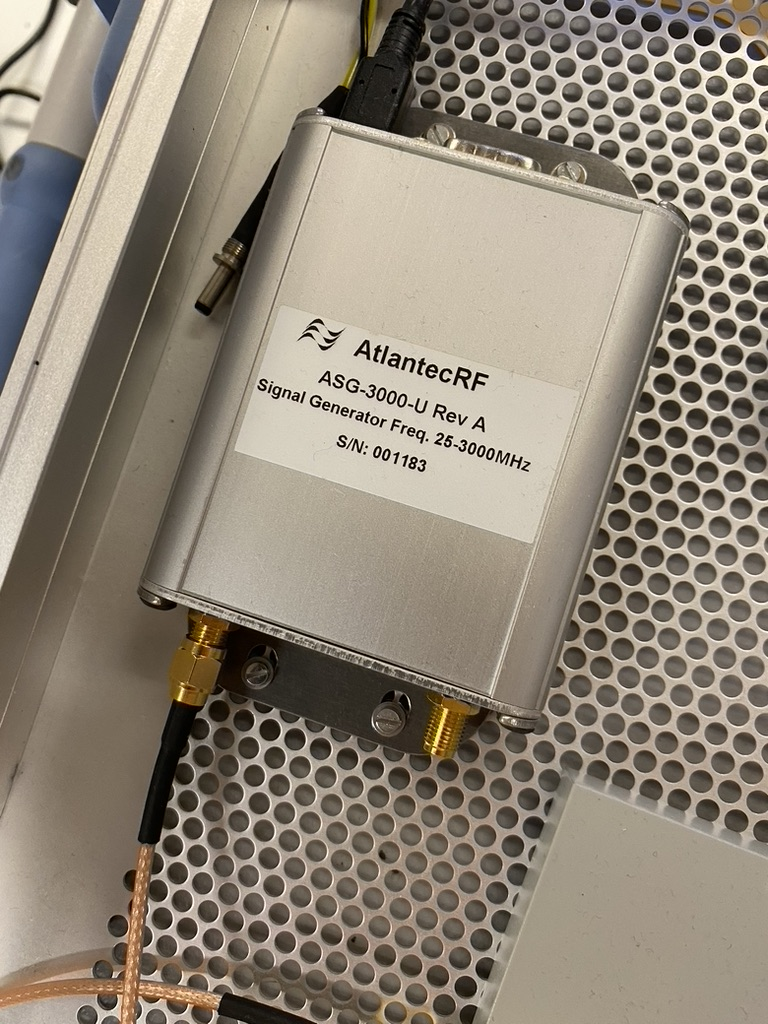 AtlantecRF
ASG-3000-U Rev A
Signal Generator Freq. 25-3000MHz
S/N: 001183